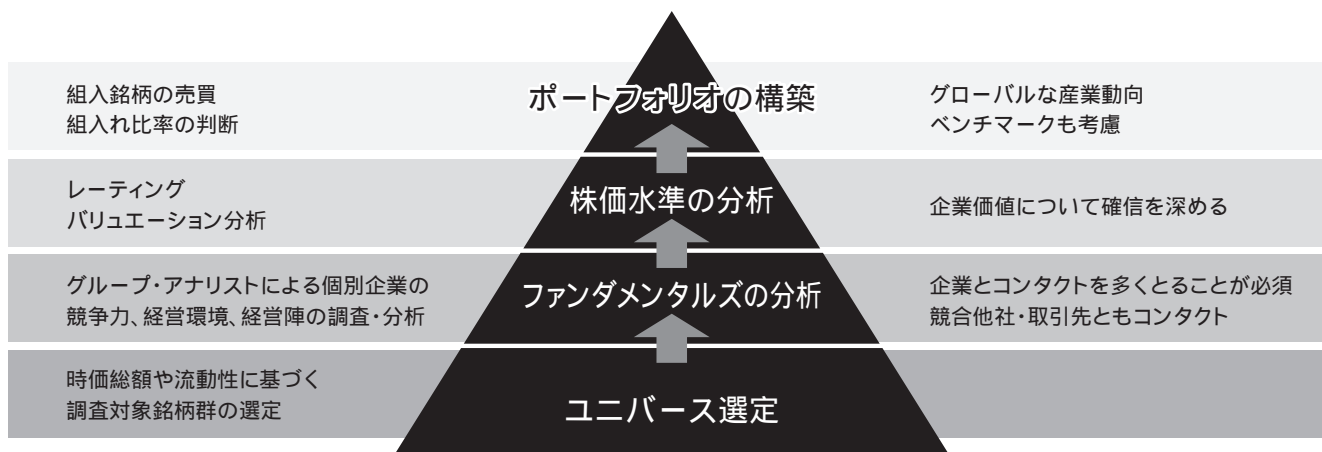 組入銘柄の売買
組入れ比率の判断
ポートフォリオの構築
グローバルな産業動向
ベンチマークも考慮
レーティング
バリュエーション分析
株価水準の分析
企業価値について確信を深める
グループ・アナリストによる個別企業の
競争力、経営環境、経営陣の調査・分析
ファンダメンタルズの分析
企業とコンタクトを多くとることが必須
競合他社・取引先ともコンタクト
時価総額や流動性に基づく
調査対象銘柄群の選定
ユニバース選定